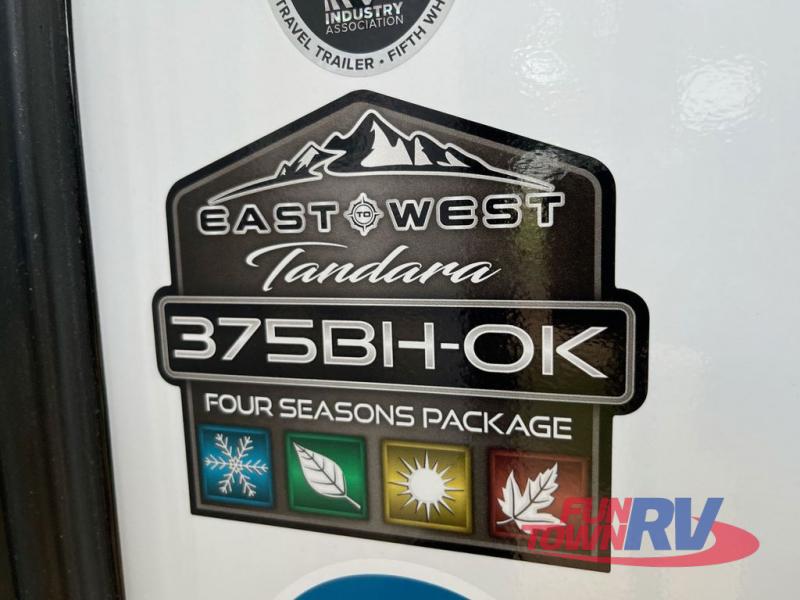 INDUSTRY
ASSOCIATION
TRAVEL TRAILER • FIFTH WH
EAST TO WEST
Tandara
375BH-OK
FOUR SEASONS PACKAGE
FUN
TOWN RV